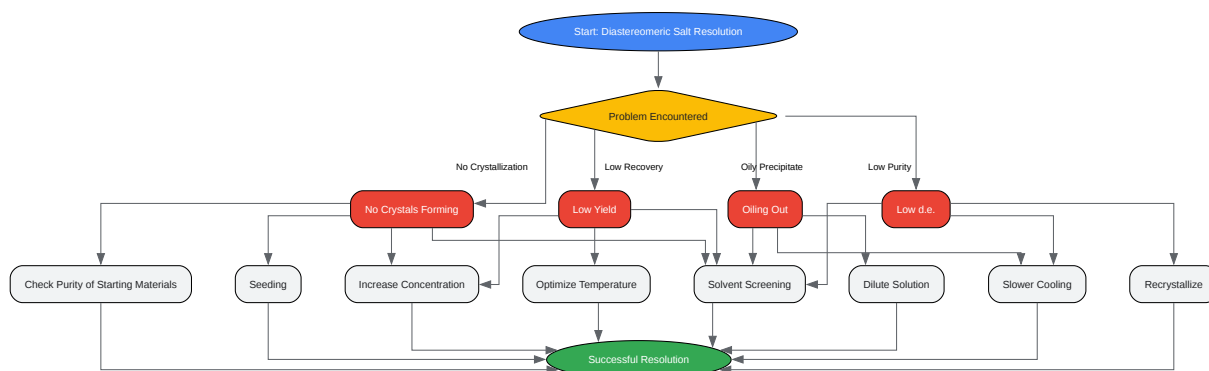 Start: Diastereomeric Salt Resolution
Problem Encountered
No Crystallization
Low Recovery
Oily Precipitate
Low Purity
No Crystals Forming
Low Yield
Oiling Out
Low d.e.
Check Purity of Starting Materials
Seeding
Increase Concentration
Optimize Temperature
Solvent Screening
Dilute Solution
Slower Cooling
Recrystallize
Successful Resolution